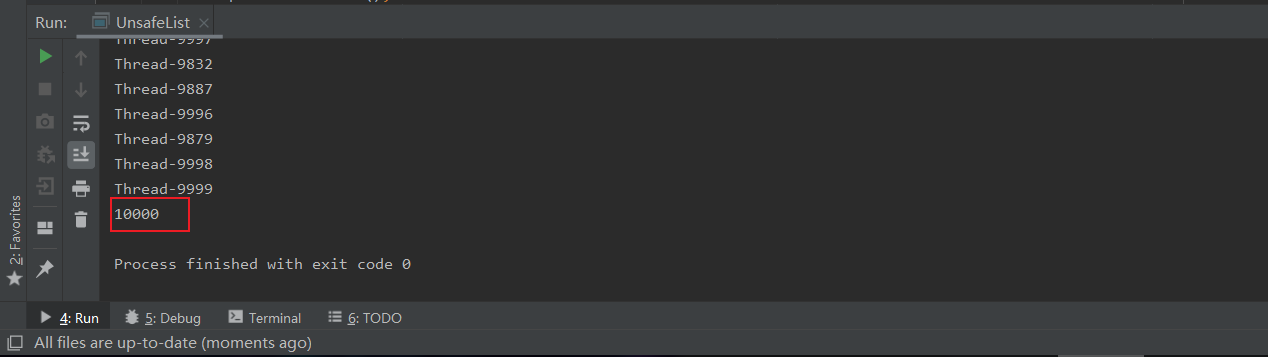 Run: UnsafeList
Thread-9997
Thread-9832
Thread-9887
Thread-9996
Thread-9879
Thread-9998
Thread-9999
10000
Process finished with exit code 0
2: Favorites
4: Run 5: Debug Terminal 6: TODO
All files are up-to-date (moments ago)